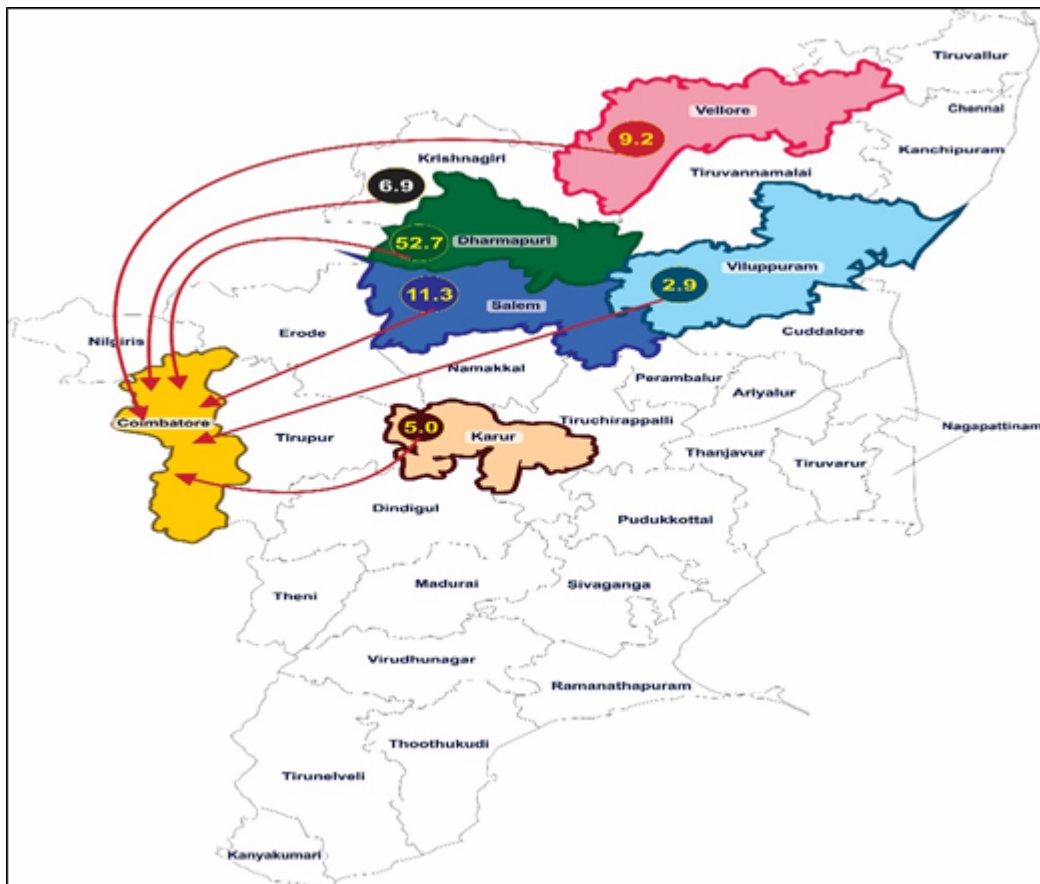 Tiruvallur
Chennai
Vellore
9.2
Kanchipuram
Krishnagiri
Tiruvannamalai
6.9
52.7
Dharmapuri
Viluppuram
2.9
11.3
Salem
Erode
Cuddalore
Nilgiris
Namakkal
Perambalur
Ariyalur
Coimbatore
Tirupur
5.0
Karur
Tiruchirappalli
Nagapattinam
Thanjavur
Tiruvarur
Dindigul
Pudukkottai
Theni
Madurai
Sivaganga
Virudhunagar
Ramanathapuram
Thoothukudi
Tirunelveli
Kanyakumari